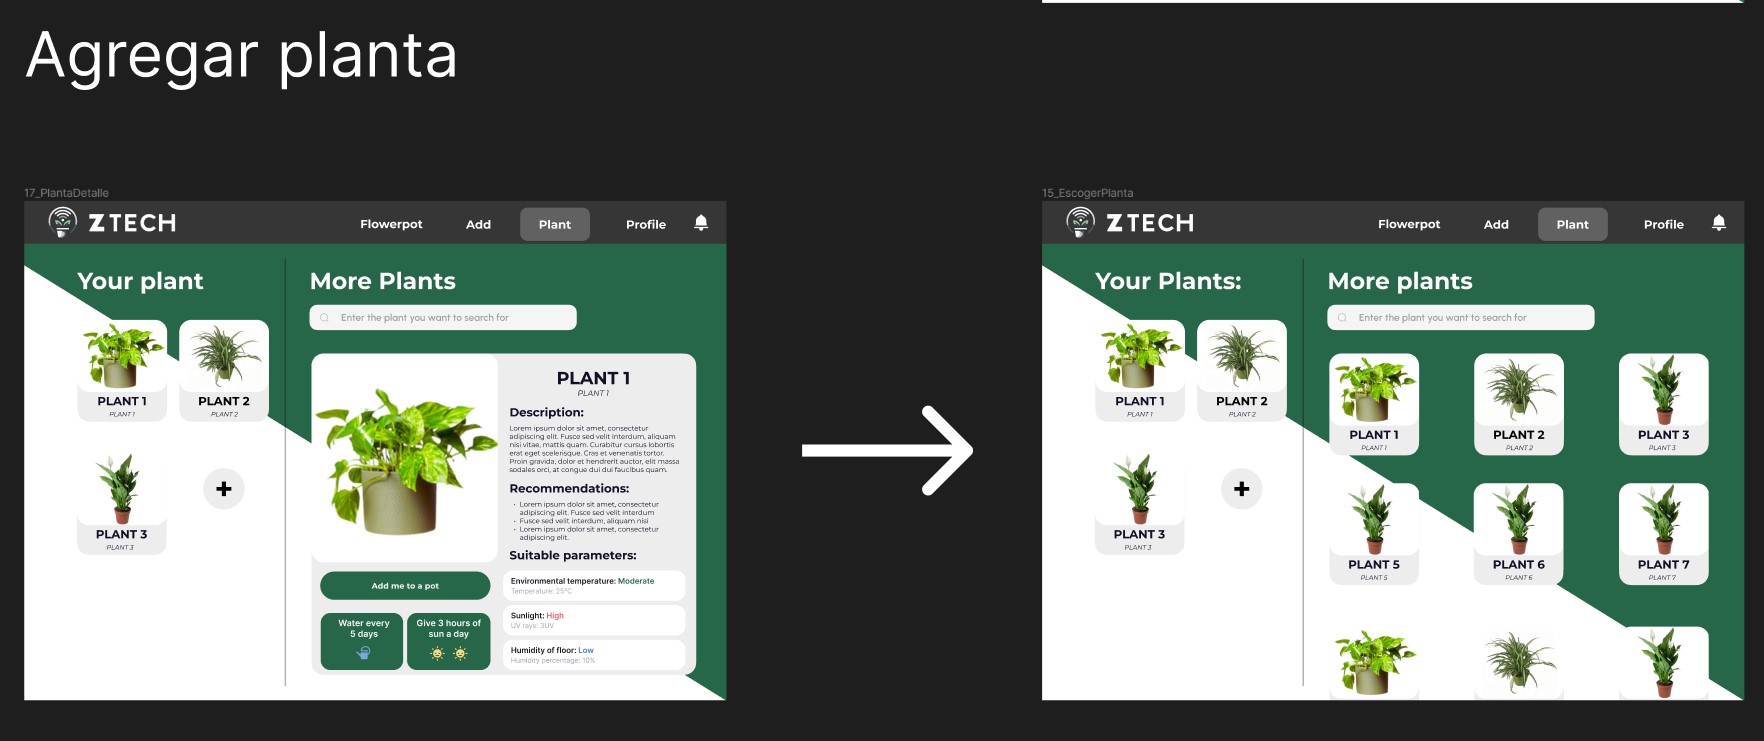 Agregar planta
17_PlantaDetalle
Z TECH
Flowerpot
Add
Plant
Profile
Your plant
PLANT 1
PLANT 1
PLANT 2
PLANT 2
PLANT 3
PLANT 3
+
More Plants
Enter the plant you want to search for
PLANT 1
PLANT 1
Description:
Lorem ipsum dolor sit amet, consectetur
adipiscing elit. Fusce sed velit interdum, aliquam
nisi vitae, mattis quam. Curabitur cursus lobortis
erat eget scelerisque. Cras et venenatis tortor.
Proin gravida, dolor et hendrerit auctor, elit massa
sodales orci, at congue dui dui faucibus quam.
Recommendations:
· Lorem ipsum dolor sit amet, consectetur
adipiscing elit. Fusce sed velit interdum
· Fusce sed velit interdum, aliquam nisi
· Lorem ipsum dolor sit amet, consectetur
adipiscing elit.
Suitable parameters:
Add me to a pot
Water every
5 days
Give 3 hours of
sun a day
Environmental temperature: Moderate
Temperature: 25°C
Sunlight: High
UV rays: 3UV
Humidity of floor: Low
Humidity percentage: 10%
15_EscogerPlanta
Z TECH
Flowerpot
Add
Plant
Profile
Your Plants:
PLANT 1
PLANT 1
PLANT 2
PLANT 2
PLANT 3
PLANT 3
+
More plants
Enter the plant you want to search for
PLANT 1
PLANT 1
PLANT 2
PLANT 2
PLANT 3
PLANT 3
PLANT 5
PLANT 5
PLANT 6
PLANT 6
PLANT 7
PLANT 7